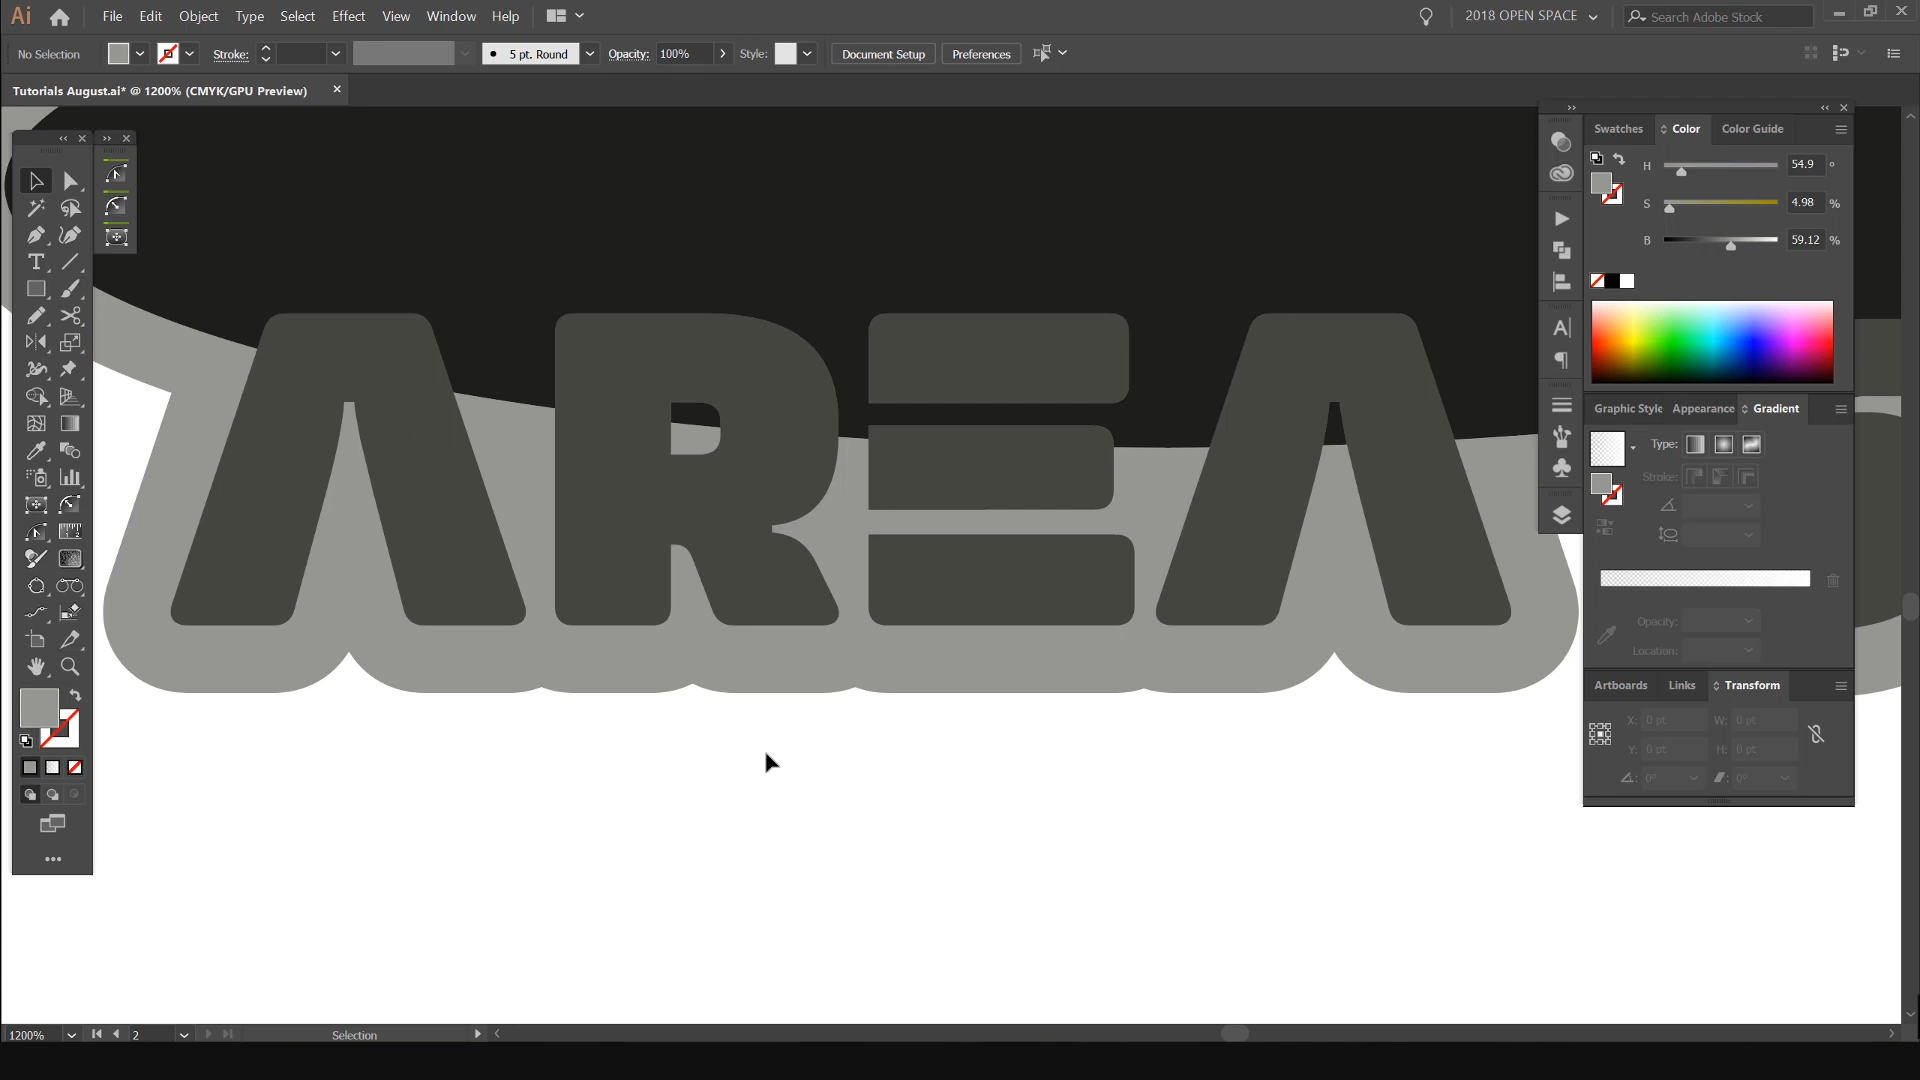 Ai File Edit Object Type Select Effect View Window Help 2018 OPEN SPACE Search Adobe Stock
No Selection Stroke: 5 pt. Round Opacity: 100% Style: Document Setup Preferences
Tutorials August.ai* @ 1200% (CMYK/GPU Preview)
Swatches Color Color Guide
H 54.9 °
S 4.98 %
B 59.12 %
AREA
Graphic Style Appearance Gradient
Type:
Stroke:
Opacity:
Location:
Artboards Links Transform
X: 0 pt W: 0 pt
Y: 0 pt H: 0 pt
0° 0°
1200% 2 Selection